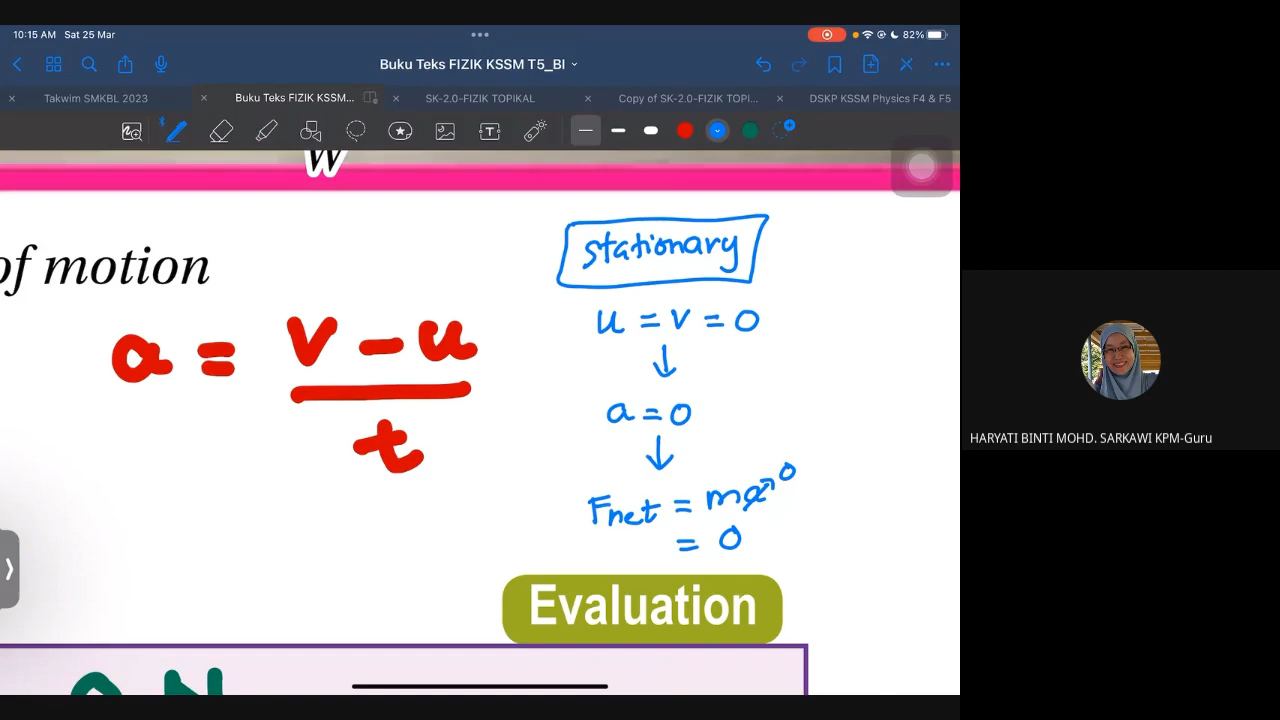 10:15 AM Sat 25 Mar
82%
Buku Teks FIZIK KSSM T5_BI
Takwim SMKBL 2023
Buku Teks FIZIK KSSM...
SK-2.0-FIZIK TOPIKAL
Copy of SK-2.0-FIZIK TOPI...
DSKP KSSM Physics F4 & F5
W
of motion
a = v - u
t
stationary
u = v = 0
↓
a = 0
↓
Fnet = ma↗0
= 0
Evaluation
HARYATI BINTI MOHD. SARKAWI KPM-Guru